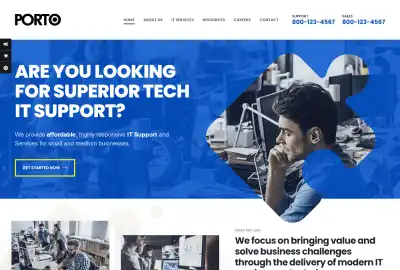 PORTO
HOME ABOUT US IT SERVICES RESOURCES CAREERS CONTACT
SUPPORT
800-123-4567
SALES
800-123-4567
ARE YOU LOOKING
FOR SUPERIOR TECH
IT SUPPORT?
We provide affordable, highly responsive IT Support and
Services for small and medium businesses.
GET STARTED NOW
WHAT WE DO
We focus on bringing value and
solve business challenges
through the delivery of modern IT